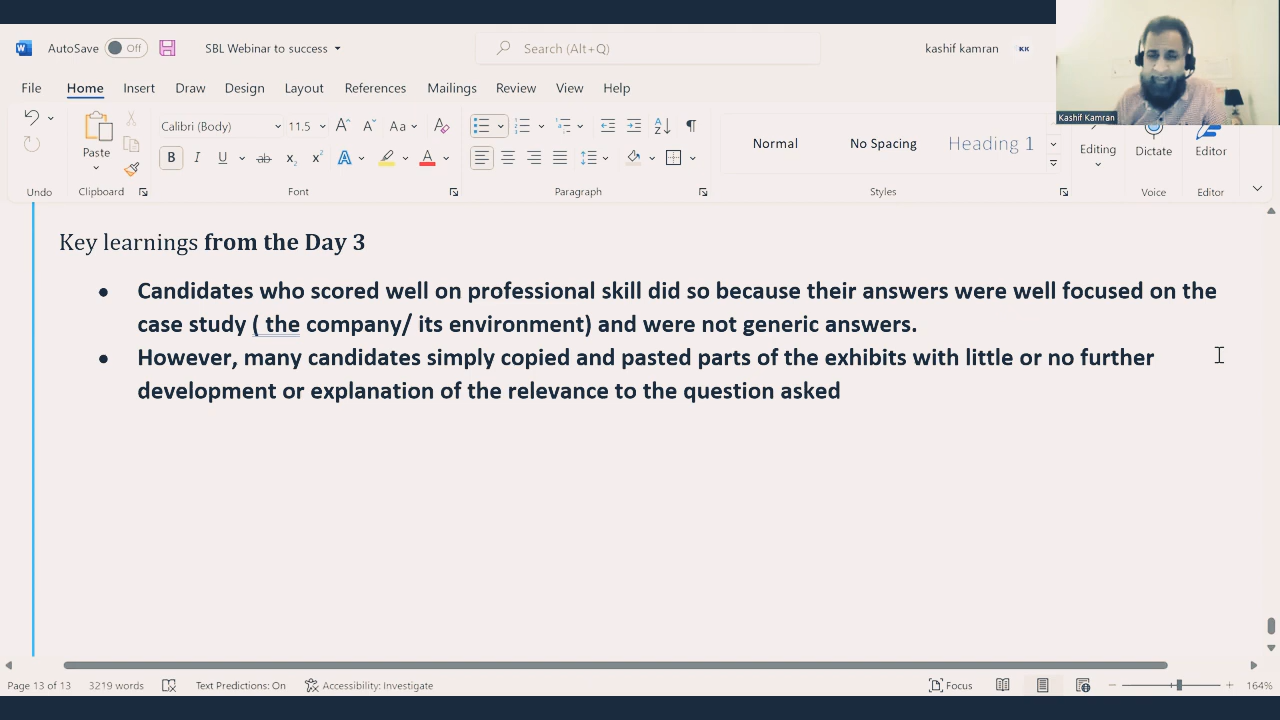 AutoSave Off SBL Webinar to success Search (Alt+Q) kashif kamran KK
Kashif Kamran
File Home Insert Draw Design Layout References Mailings Review View Help
Calibri (Body) 11.5 A A Aa A
Paste
Normal No Spacing Heading 1
Editing Dictate Editor
B I U ab x₂ x² A A
Undo Clipboard Font Paragraph Styles Voice Editor
Key learnings from the Day 3
• Candidates who scored well on professional skill did so because their answers were well focused on the
case study ( the company/ its environment) and were not generic answers.
• However, many candidates simply copied and pasted parts of the exhibits with little or no further
development or explanation of the relevance to the question asked
Page 13 of 13 3219 words Text Predictions: On Accessibility: Investigate Focus 164%